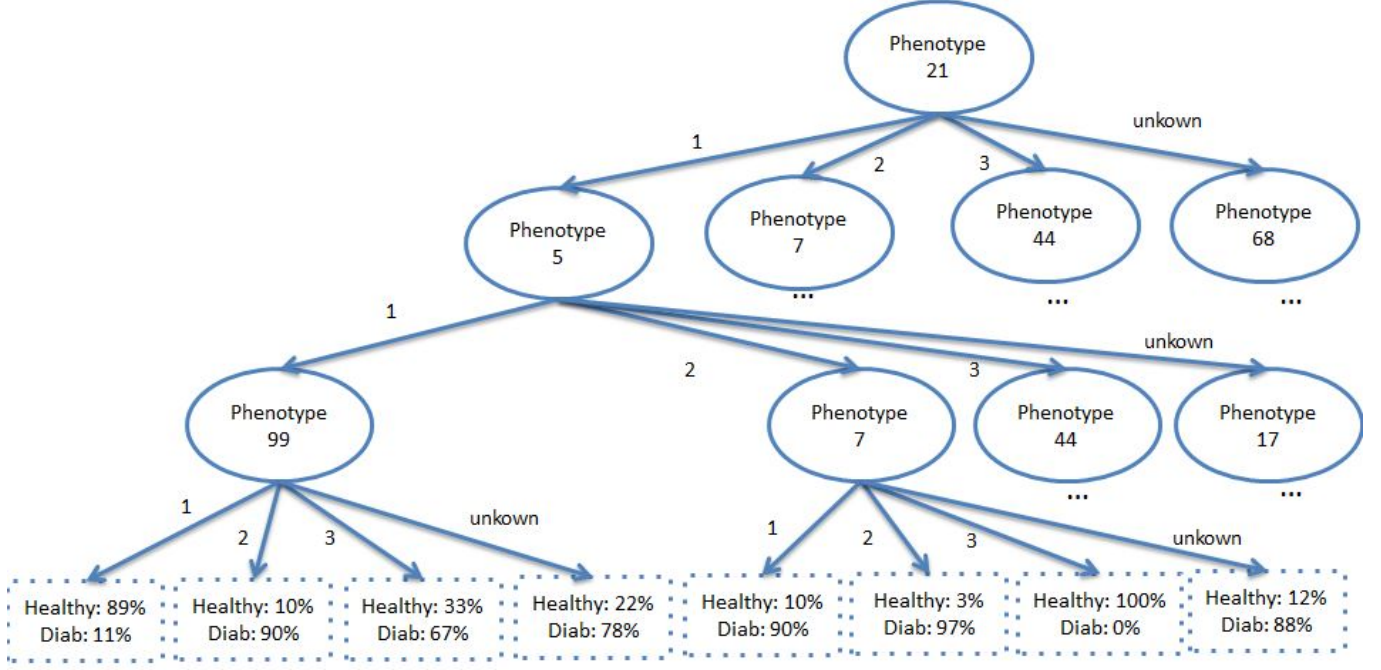 Phenotype
21
1
2
3
unkown
Phenotype
5
Phenotype
7
...
Phenotype
44
...
Phenotype
68
...
1
2
3
unkown
Phenotype
99
Phenotype
7
Phenotype
44
...
Phenotype
17
...
1
2
3
unkown
1
2
3
unkown
Healthy: 89%
Diab: 11%
Healthy: 10%
Diab: 90%
Healthy: 33%
Diab: 67%
Healthy: 22%
Diab: 78%
Healthy: 10%
Diab: 90%
Healthy: 3%
Diab: 97%
Healthy: 100%
Diab: 0%
Healthy: 12%
Diab: 88%